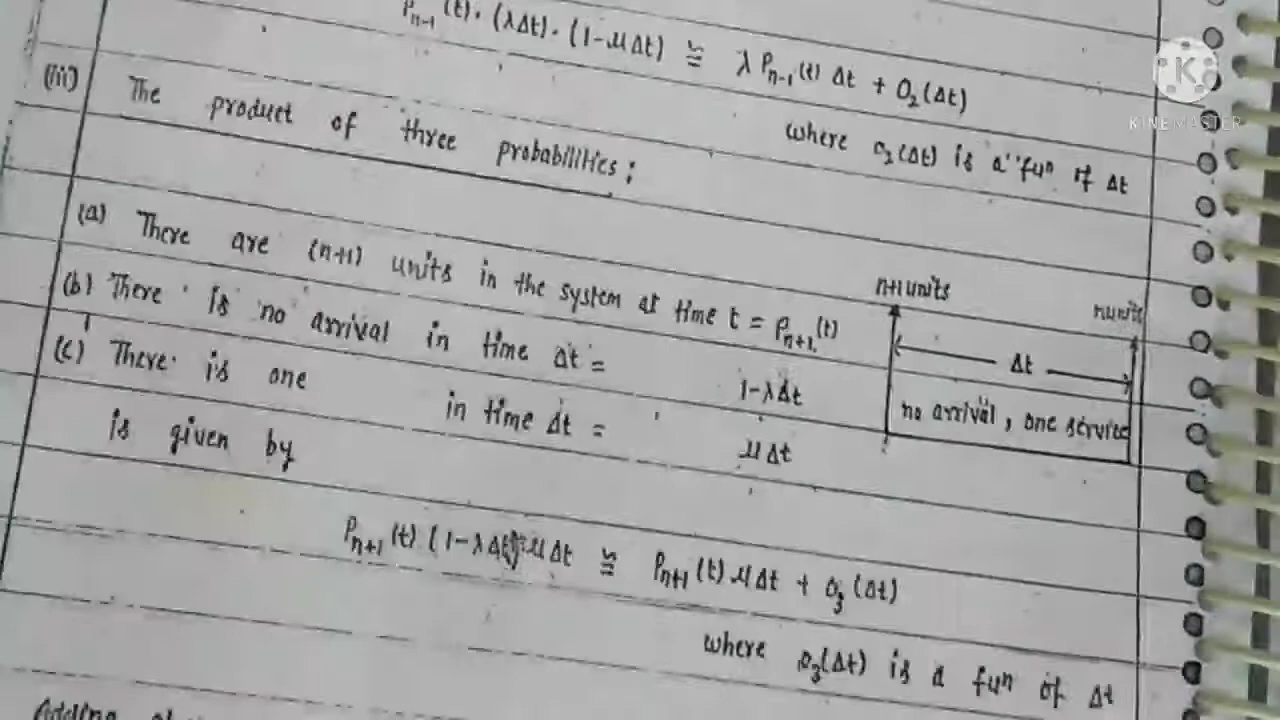 Pn-1(t). (λΔt). (1-μΔt) ≅ λ Pn-1(t) Δt + O2(Δt)
where o2(Δt) is a fun of Δt
(iii) The product of three probabilities;
(a) There are (n+1) units in the system at time t = Pn+1(t)
(b) There is no arrival in time Δt = 1-λΔt
(c) There is one in time Δt = μΔt
is given by
n+1 units
n units
Δt
no arrival, one service
Pn+1(t) (1-λΔt) μΔt ≅ Pn+1(t) μΔt + o3(Δt)
where o3(Δt) is a fun of Δt
Adding
K
KINEMASTER